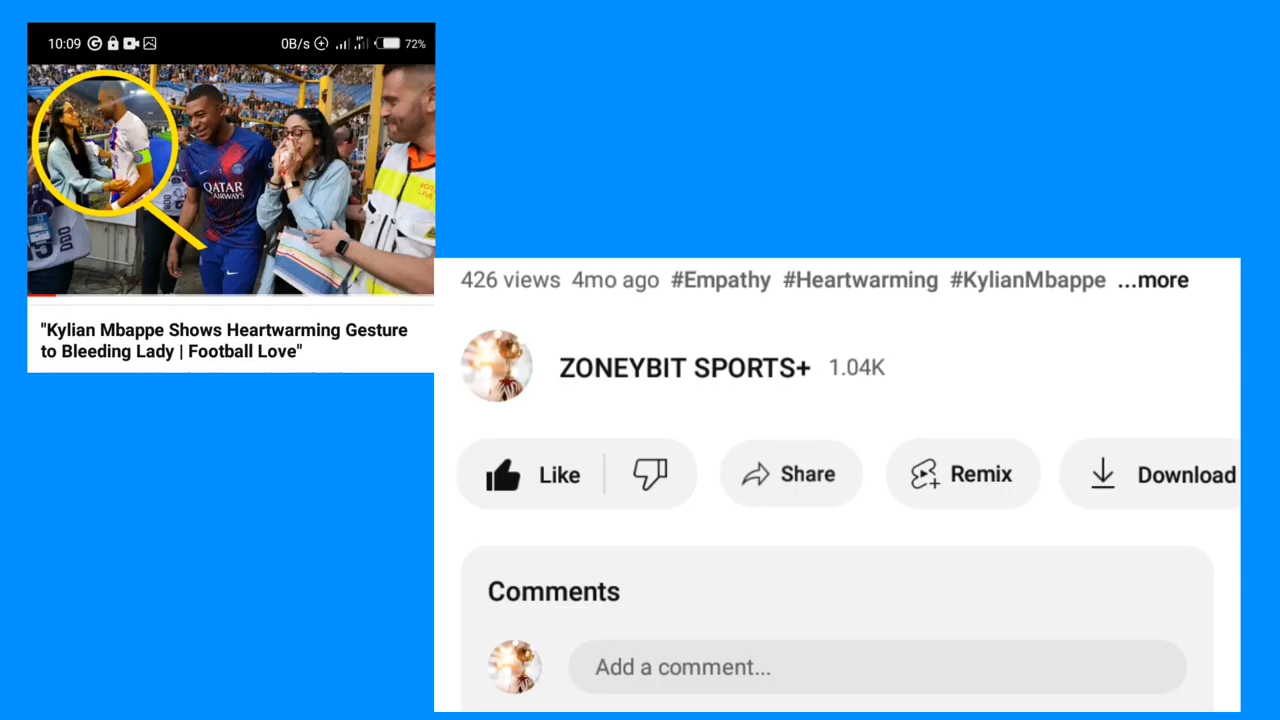 10:09
0B/s
72%
QATAR
AIRWAYS
"Kylian Mbappe Shows Heartwarming Gesture
to Bleeding Lady | Football Love"
426 views 4mo ago #Empathy #Heartwarming #KylianMbappe ...more
ZONEYBIT SPORTS+ 1.04K
Like
Share
Remix
Download
Comments
Add a comment...